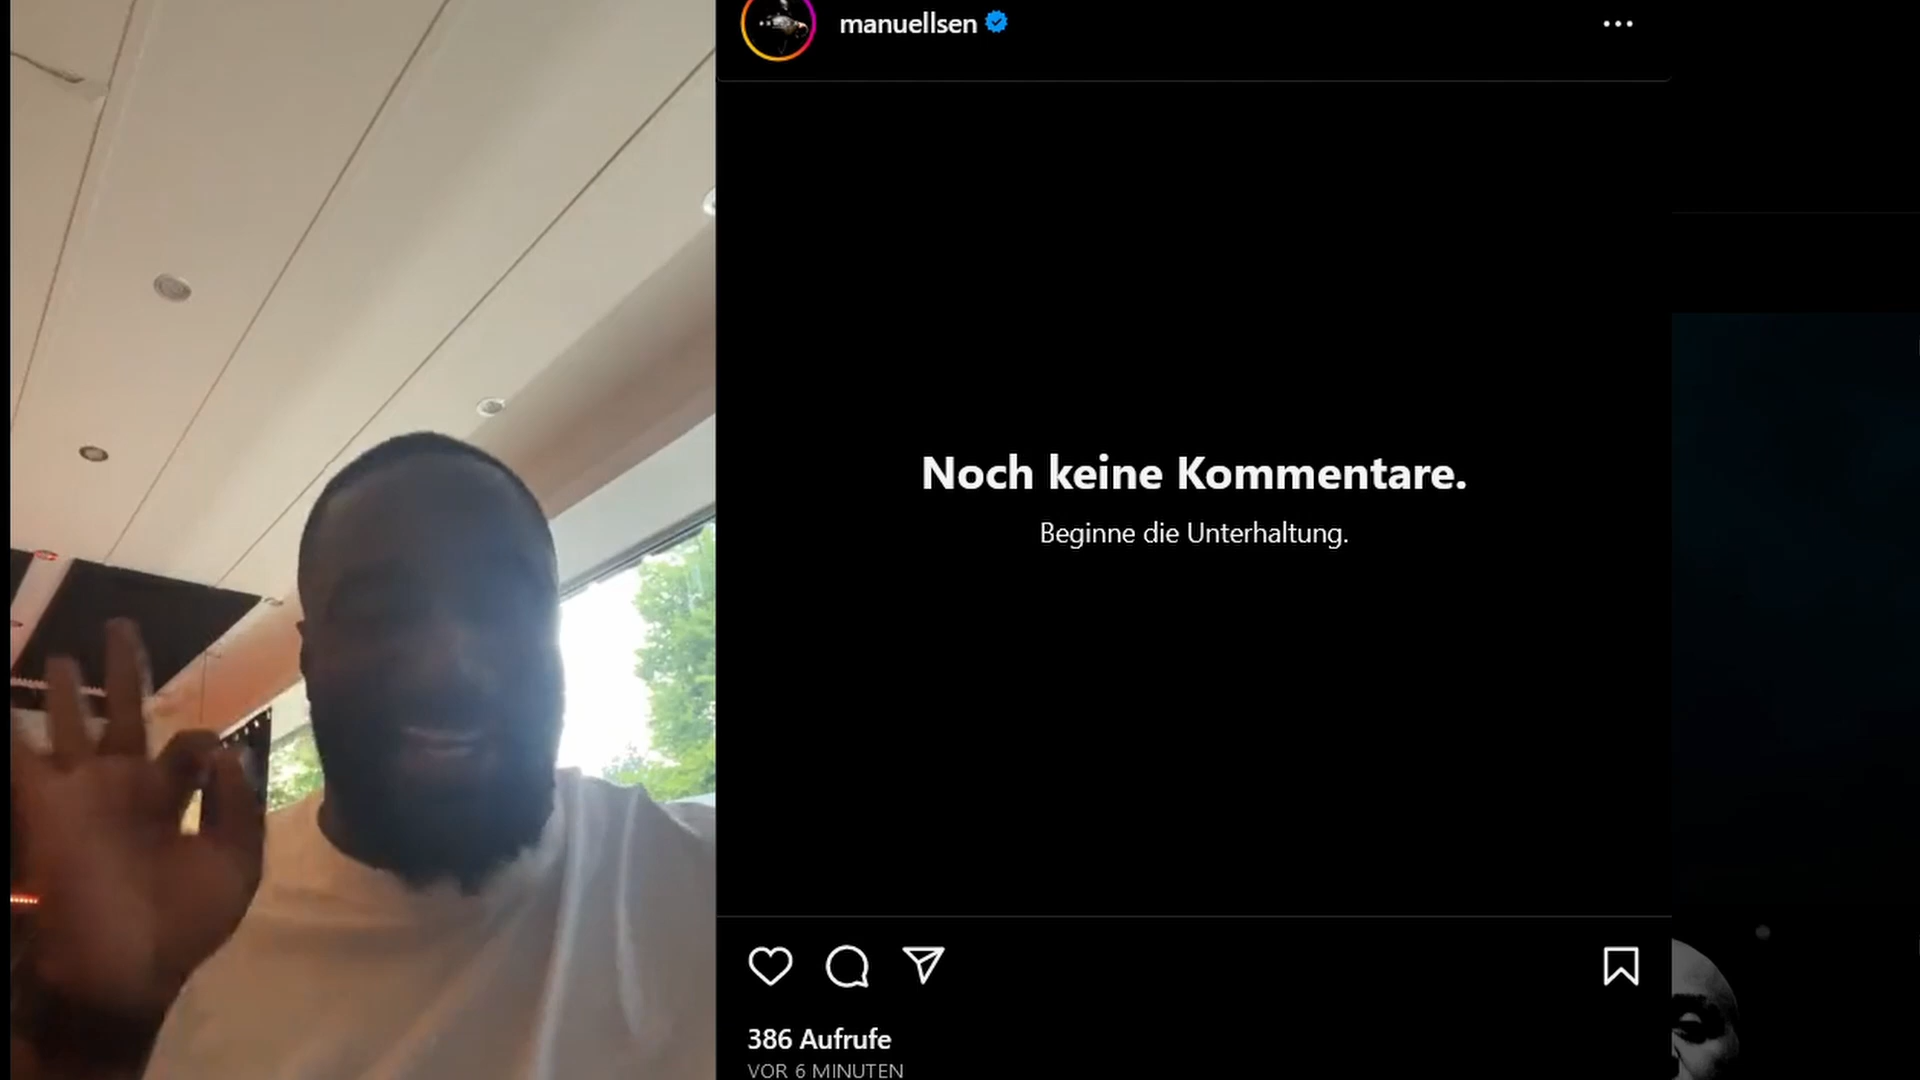 manuellsen
Noch keine Kommentare.
Beginne die Unterhaltung.
386 Aufrufe
VOR 6 MINUTEN